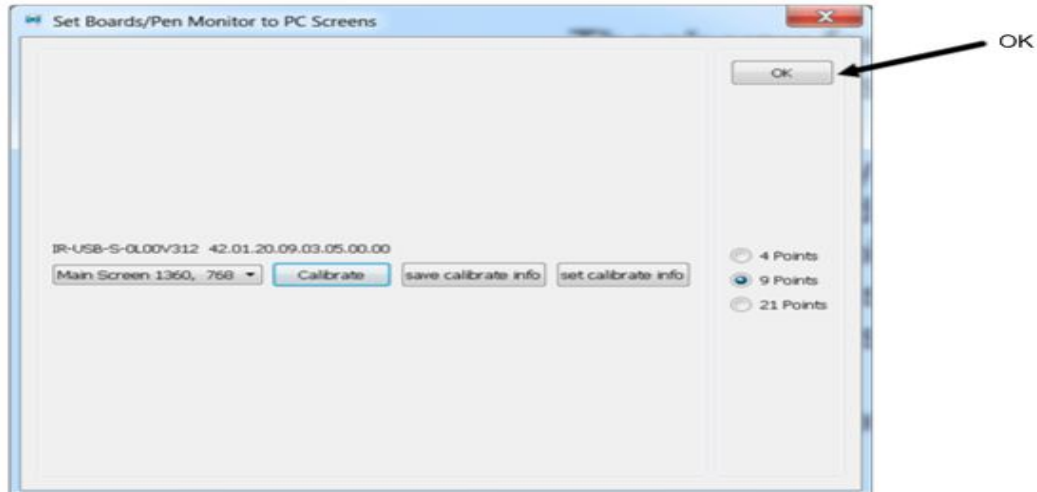 Set Boards/Pen Monitor to PC Screens
OK
OK
IR-USB-S-0L00V312 42.01.20.09.03.05.00.00
Main Screen 1360, 768
Calibrate
save calibrate info
set calibrate info
4 Points
9 Points
21 Points